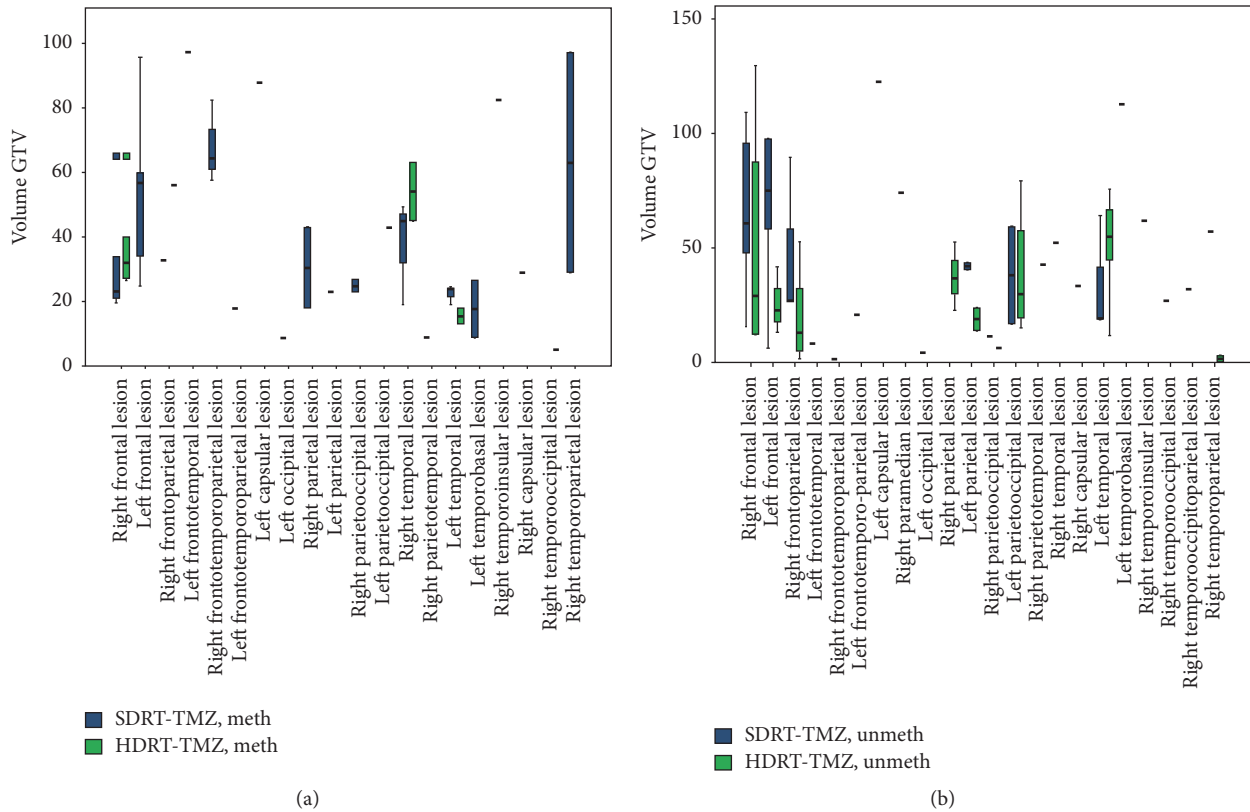 Volume GTV
100
80
60
40
20
0
Right frontal lesion
Left frontal lesion
Right frontoparietal lesion
Left frontotemporal lesion
Right frontotemporoparietal lesion
Left frontotemporoparietal lesion
Left capsular lesion
Left occipital lesion
Right parietal lesion
Left parietal lesion
Right parietooccipital lesion
Left parietooccipital lesion
Right temporal lesion
Right parietotemporal lesion
Left temporal lesion
Left temporobasal lesion
Right temporoinsular lesion
Right capsular lesion
Right temporooccipital lesion
Right temporoparietal lesion
SDRT-TMZ, meth
HDRT-TMZ, meth
(a)
Volume GTV
150
100
50
0
Right frontal lesion
Left frontal lesion
Right frontoparietal lesion
Left frontotemporal lesion
Right frontotemporoparietal lesion
Left frontotemporo-parietal lesion
Left capsular lesion
Right paramedian lesion
Left occipital lesion
Right parietal lesion
Left parietal lesion
Right parietooccipital lesion
Left parietooccipital lesion
Right parietotemporal lesion
Right temporal lesion
Right capsular lesion
Left temporal lesion
Left temporobasal lesion
Right temporoinsular lesion
Right temporooccipital lesion
Right temporooccipitoparietal lesion
Right temporoparietal lesion
SDRT-TMZ, unmeth
HDRT-TMZ, unmeth
(b)